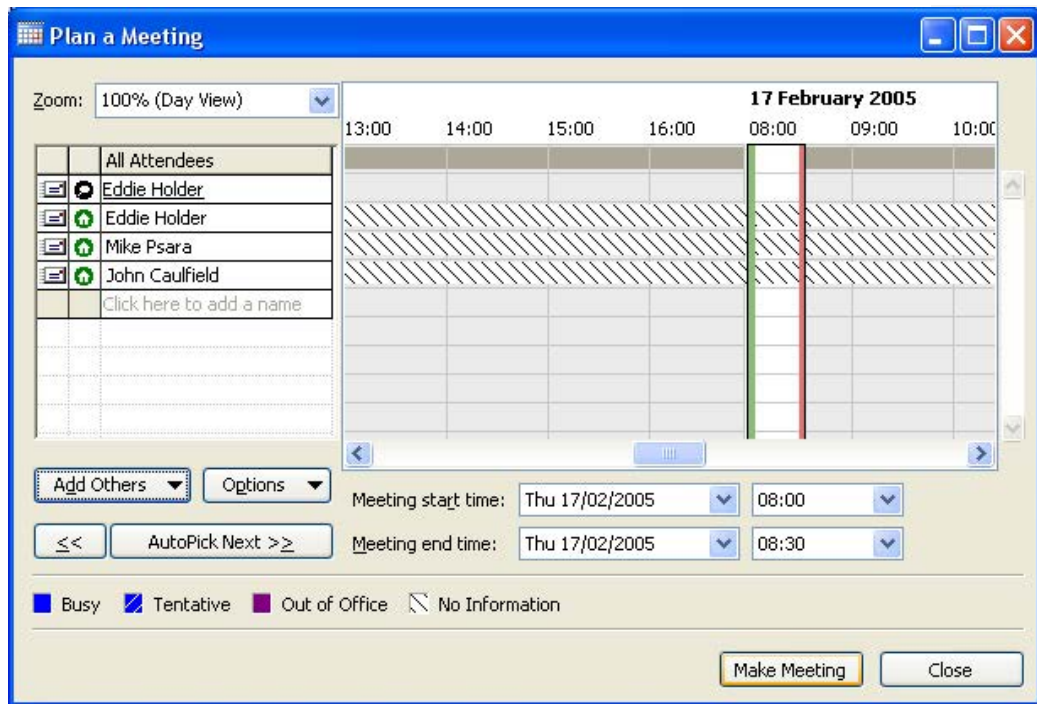 Plan a Meeting
Zoom: 100% (Day View)
17 February 2005
13:00 14:00 15:00 16:00 08:00 09:00 10:00
All Attendees
Eddie Holder
Eddie Holder
Mike Psara
John Caulfield
Click here to add a name
Add Others Options
Meeting start time: Thu 17/02/2005 08:00
<< AutoPick Next >> Meeting end time: Thu 17/02/2005 08:30
Busy Tentative Out of Office No Information
Make Meeting Close